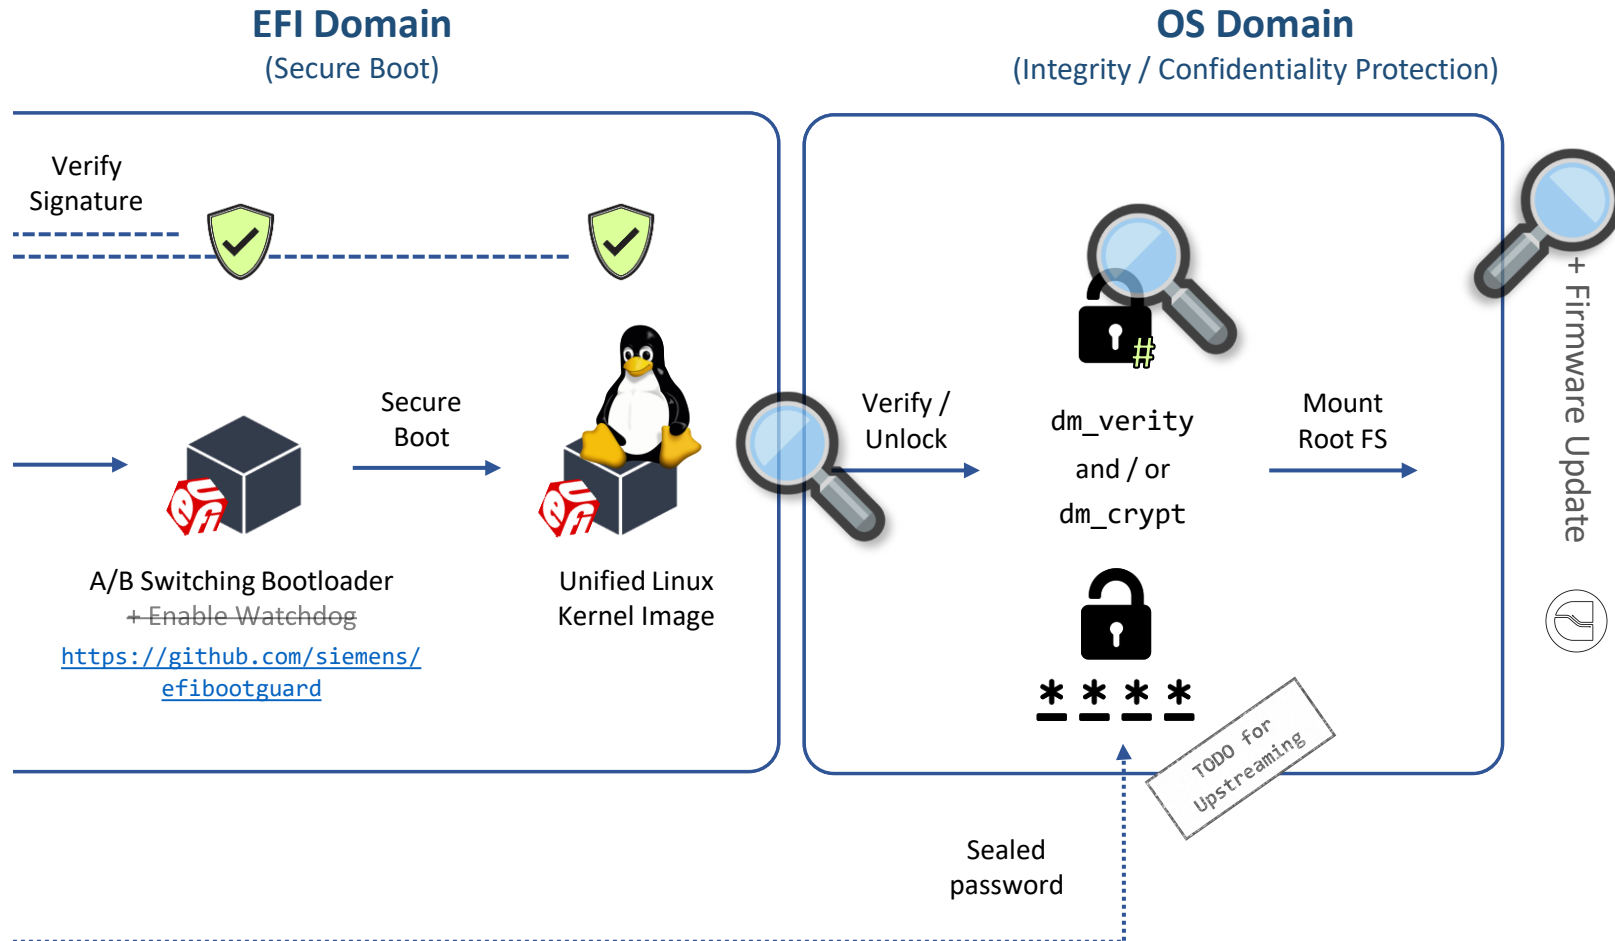 EFI Domain
(Secure Boot)
OS Domain
(Integrity / Confidentiality Protection)
Verify
Signature
Secure
Boot
A/B Switching Bootloader
+ Enable Watchdog
https://github.com/siemens/
efibootguard
Unified Linux
Kernel Image
Verify /
Unlock
#
dm_verity
and / or
dm_crypt
* * * *
Mount
Root FS
+ Firmware Update
TODO for
Upstreaming
Sealed
password
UEFI
UEFI